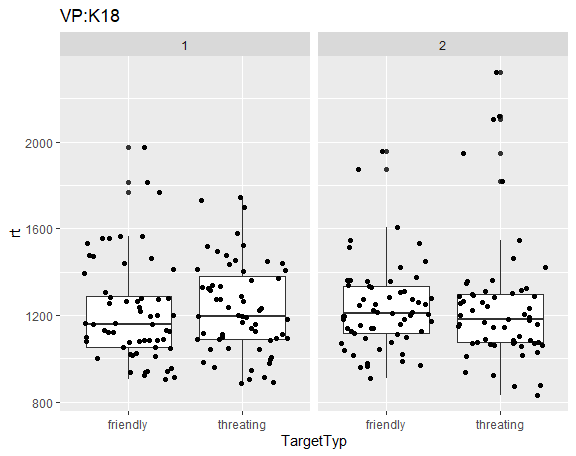 VP:K18
1
2
rt
2000
1600
1200
800
friendly
threating
friendly
threating
TargetTyp